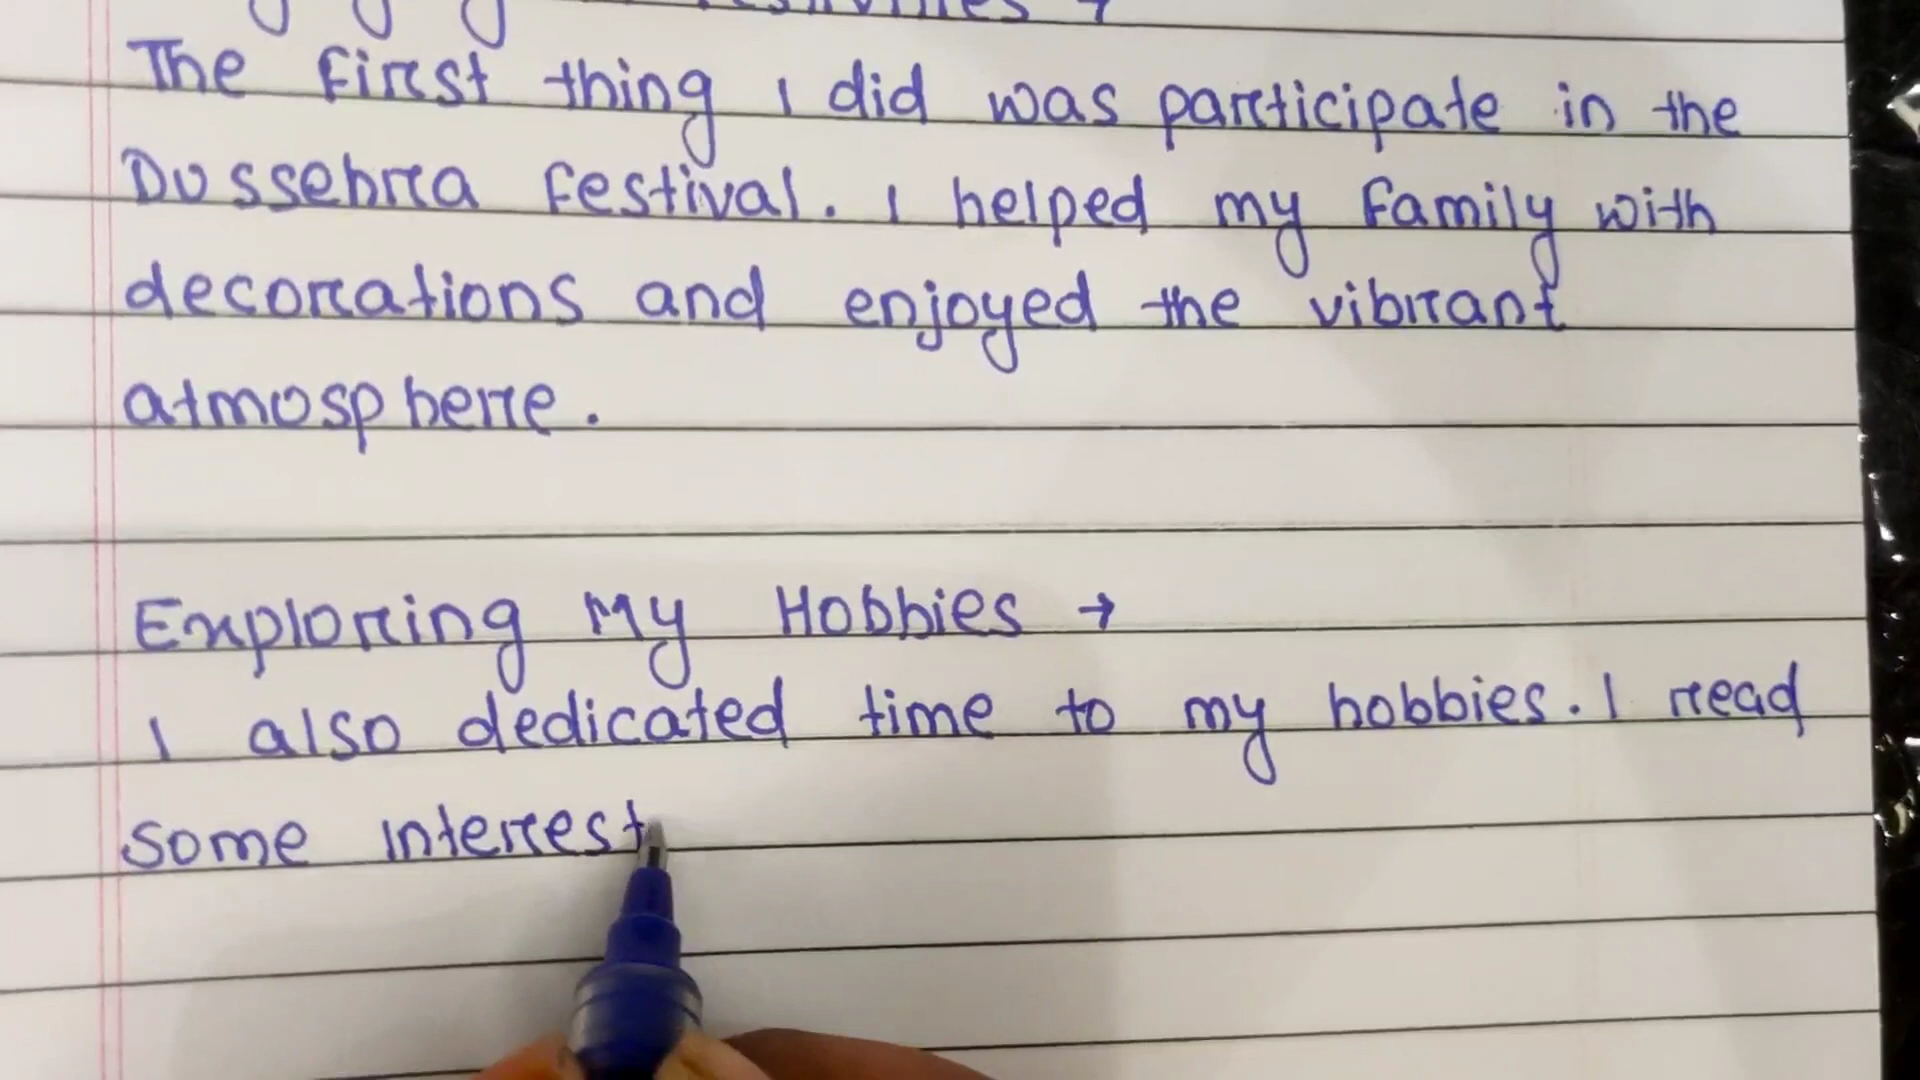 The first thing I did was participate in the
Dussehra festival. I helped my family with
decorations and enjoyed the vibrant
atmosphere.
Exploring My Hobbies →
I also dedicated time to my hobbies. I read
some interest